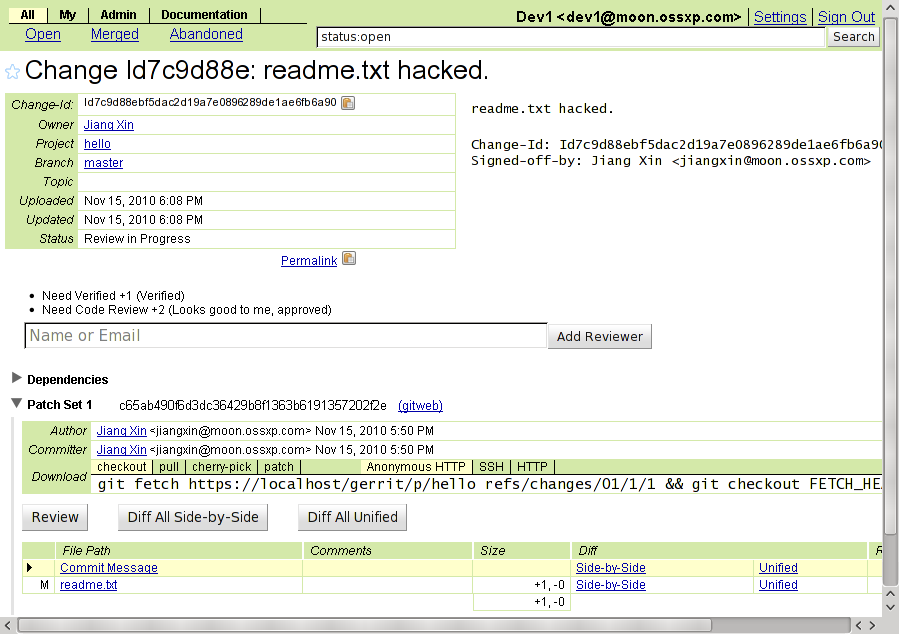 All My Admin Documentation Dev1 <dev1@moon.ossxp.com> Settings Sign Out
Open Merged Abandoned status:open Search
Change Id7c9d88e: readme.txt hacked.
Change-Id: Id7c9d88ebf5dac2d19a7e0896289de1ae6fb6a90
Owner Jiang Xin
Project hello
Branch master
Topic
Uploaded Nov 15, 2010 6:08 PM
Updated Nov 15, 2010 6:08 PM
Status Review in Progress
Permalink
readme.txt hacked.
Change-Id: Id7c9d88ebf5dac2d19a7e0896289de1ae6fb6a90
Signed-off-by: Jiang Xin <jiangxin@moon.ossxp.com>
Need Verified +1 (Verified)
Need Code Review +2 (Looks good to me, approved)
Name or Email Add Reviewer
Dependencies
Patch Set 1 c65ab490f6d3dc36429b8f1363b6191357202f2e (gitweb)
Author Jiang Xin <jiangxin@moon.ossxp.com> Nov 15, 2010 5:50 PM
Committer Jiang Xin <jiangxin@moon.ossxp.com> Nov 15, 2010 5:50 PM
Download checkout pull cherry-pick patch Anonymous HTTP SSH HTTP
git fetch https://localhost/gerrit/p/hello refs/changes/01/1/1 && git checkout FETCH_HEA
Review Diff All Side-by-Side Diff All Unified
File Path Comments Size Diff R
Commit Message Side-by-Side Unified
M readme.txt +1, -0 Side-by-Side Unified
+1, -0